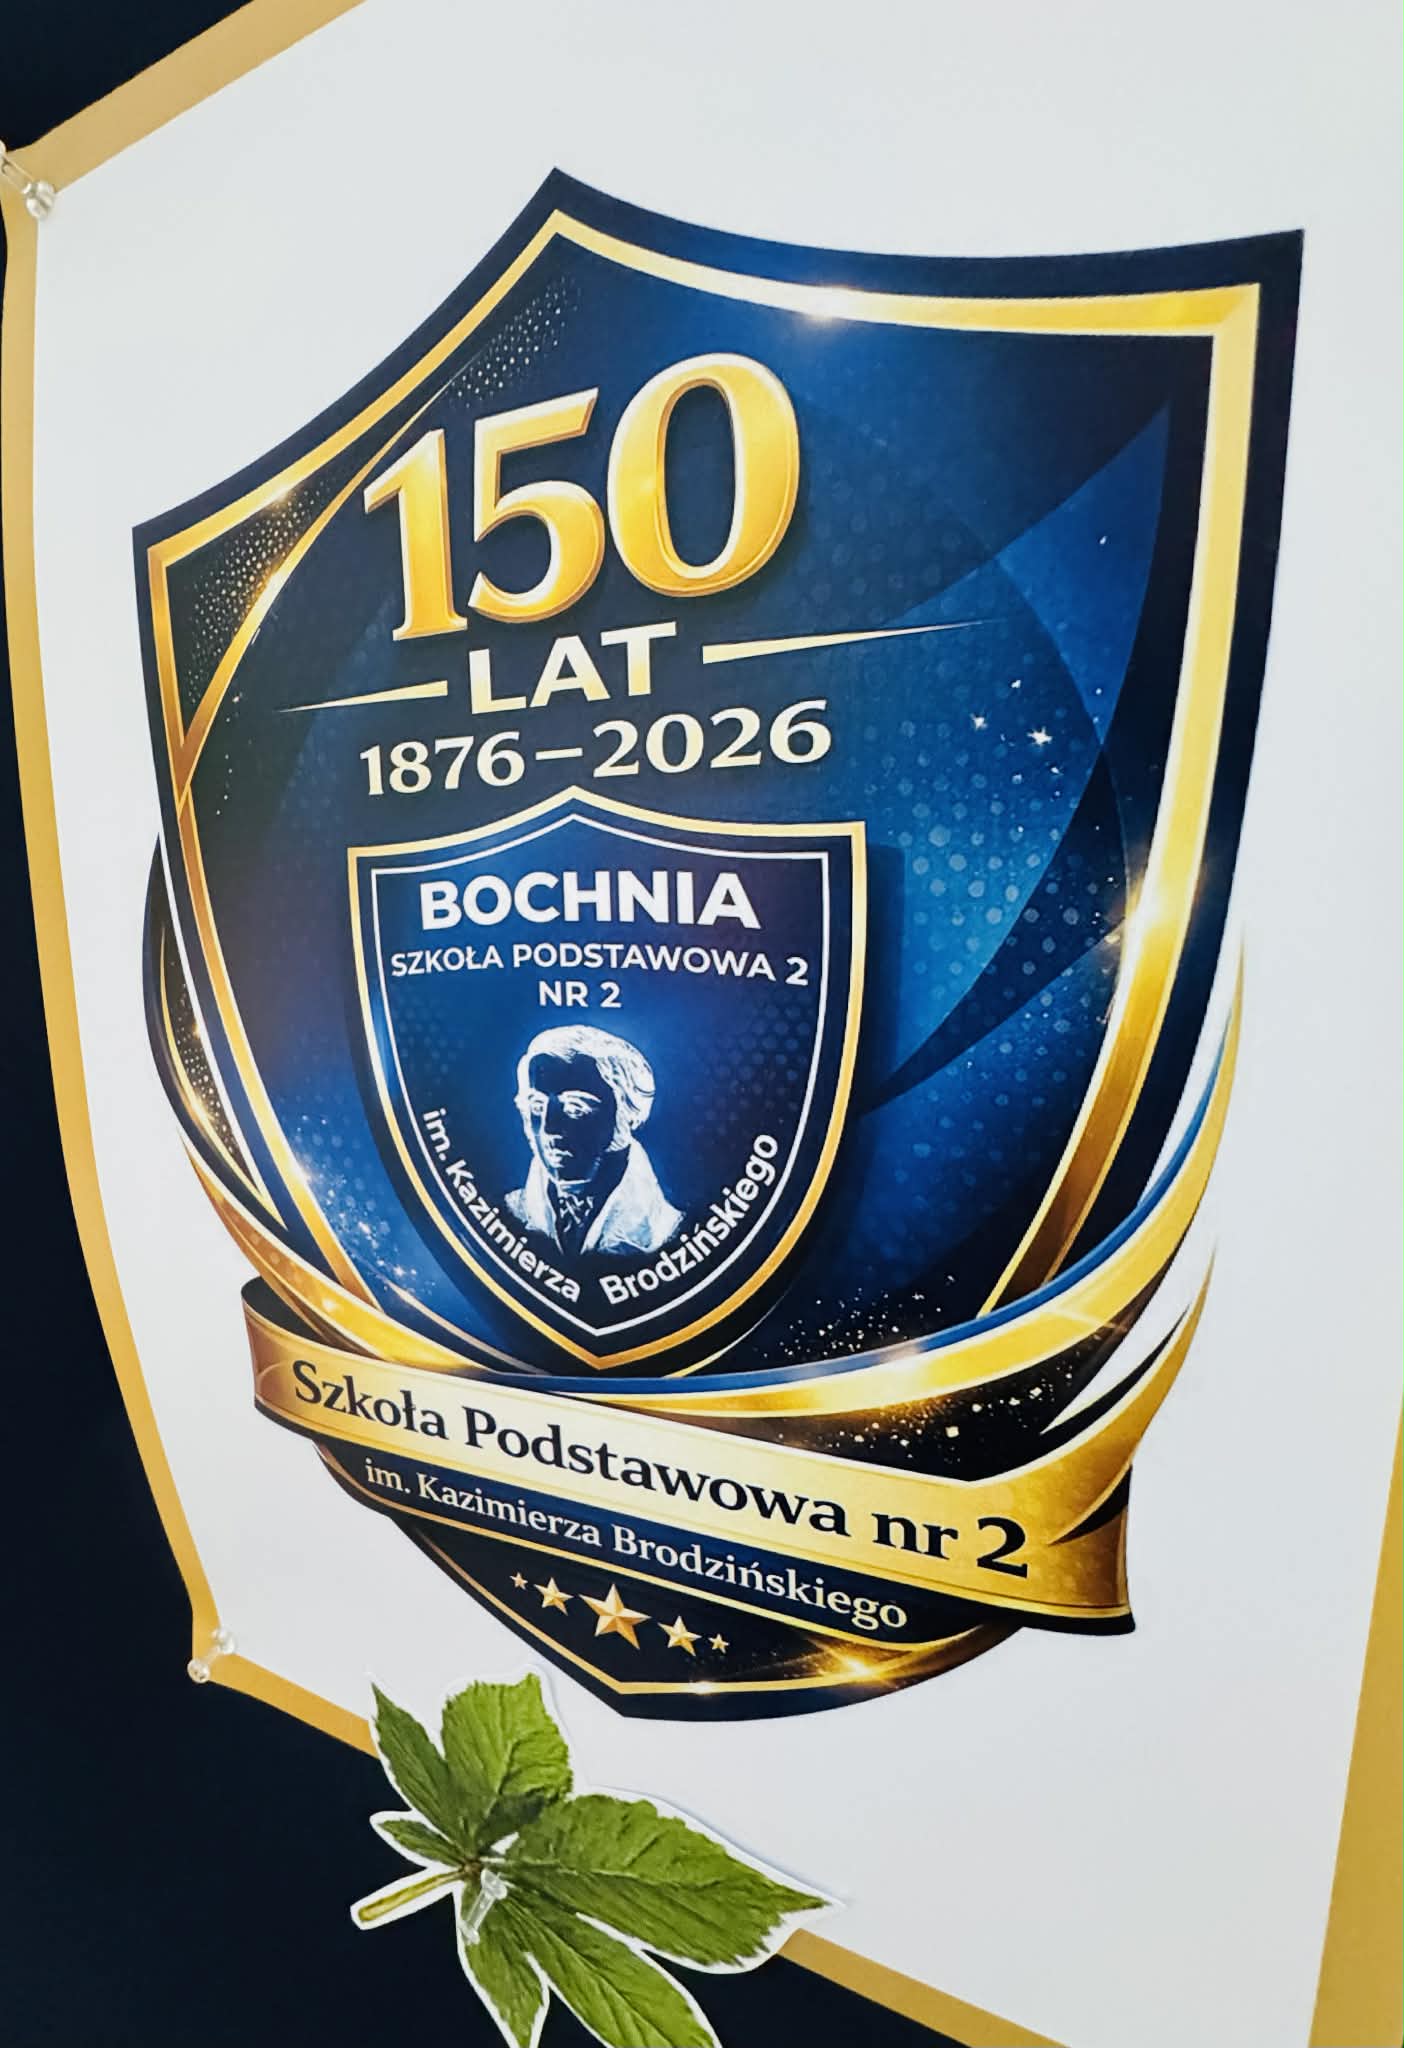 150
LAT
1876–2026
BOCHNIA
SZKOŁA PODSTAWOWA 2
NR 2
im. Kazimierza Brodzińskiego
Szkoła Podstawowa nr 2
im. Kazimierza Brodzińskiego